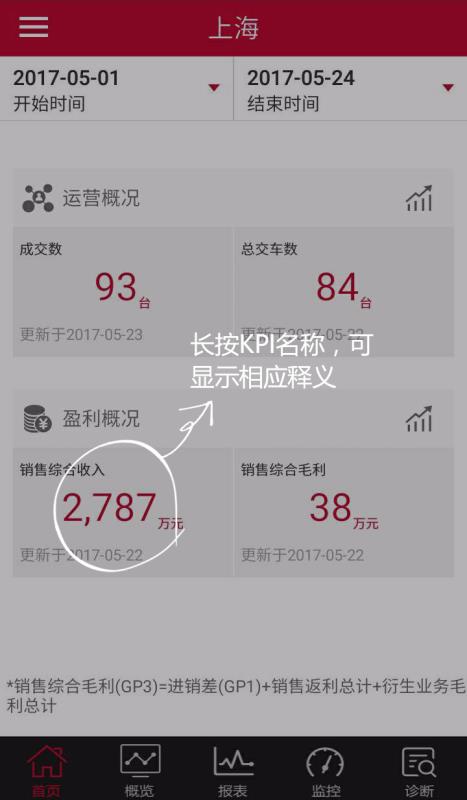 上海
2017-05-01
开始时间
2017-05-24
结束时间
运营概况
成交数
93台
更新于2017-05-23
总交车数
84台
更新于2017-05-22
长按KPI名称，可
显示相应释义
盈利概况
销售综合收入
2,787万元
更新于2017-05-22
销售综合毛利
38万元
更新于2017-05-22
*销售综合毛利(GP3)=进销差(GP1)+销售返利总计+衍生业务毛
利总计
首页
概览
报表
监控
诊断